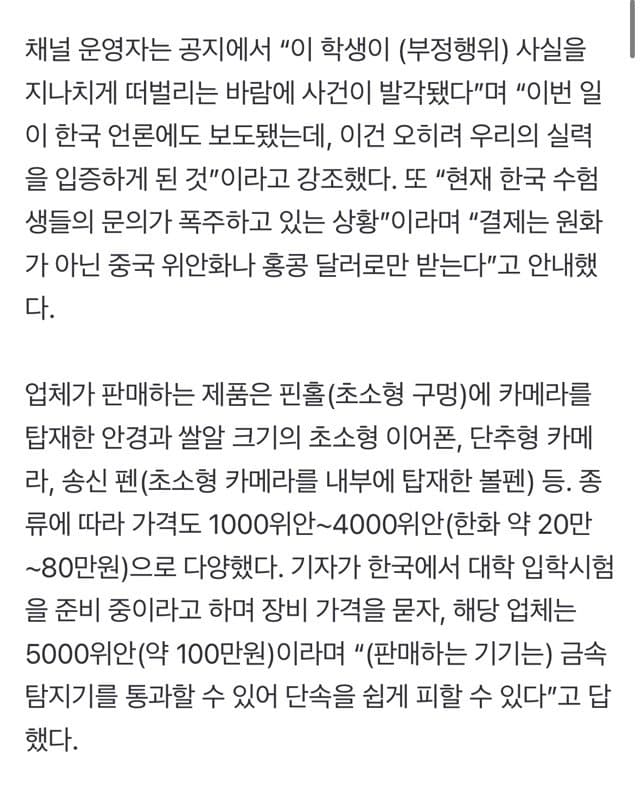 채널 운영자는 공지에서 “이 학생이 (부정행위) 사실을
지나치게 떠벌리는 바람에 사건이 발각됐다”며 “이번 일
이 한국 언론에도 보도됐는데, 이건 오히려 우리의 실력
을 입증하게 된 것”이라고 강조했다. 또 “현재 한국 수험
생들의 문의가 폭주하고 있는 상황”이라며 “결제는 원화
가 아닌 중국 위안화나 홍콩 달러로만 받는다”고 안내했
다.
업체가 판매하는 제품은 핀홀(초소형 구멍)에 카메라를
탑재한 안경과 쌀알 크기의 초소형 이어폰, 단추형 카메
라, 송신 펜(초소형 카메라를 내부에 탑재한 볼펜) 등. 종
류에 따라 가격도 1000위안~4000위안(한화 약 20만
~80만원)으로 다양했다. 기자가 한국에서 대학 입학시험
을 준비 중이라고 하며 장비 가격을 묻자, 해당 업체는
5000위안(약 100만원)이라며 “(판매하는 기기는) 금속
탐지기를 통과할 수 있어 단속을 쉽게 피할 수 있다”고 답
했다.